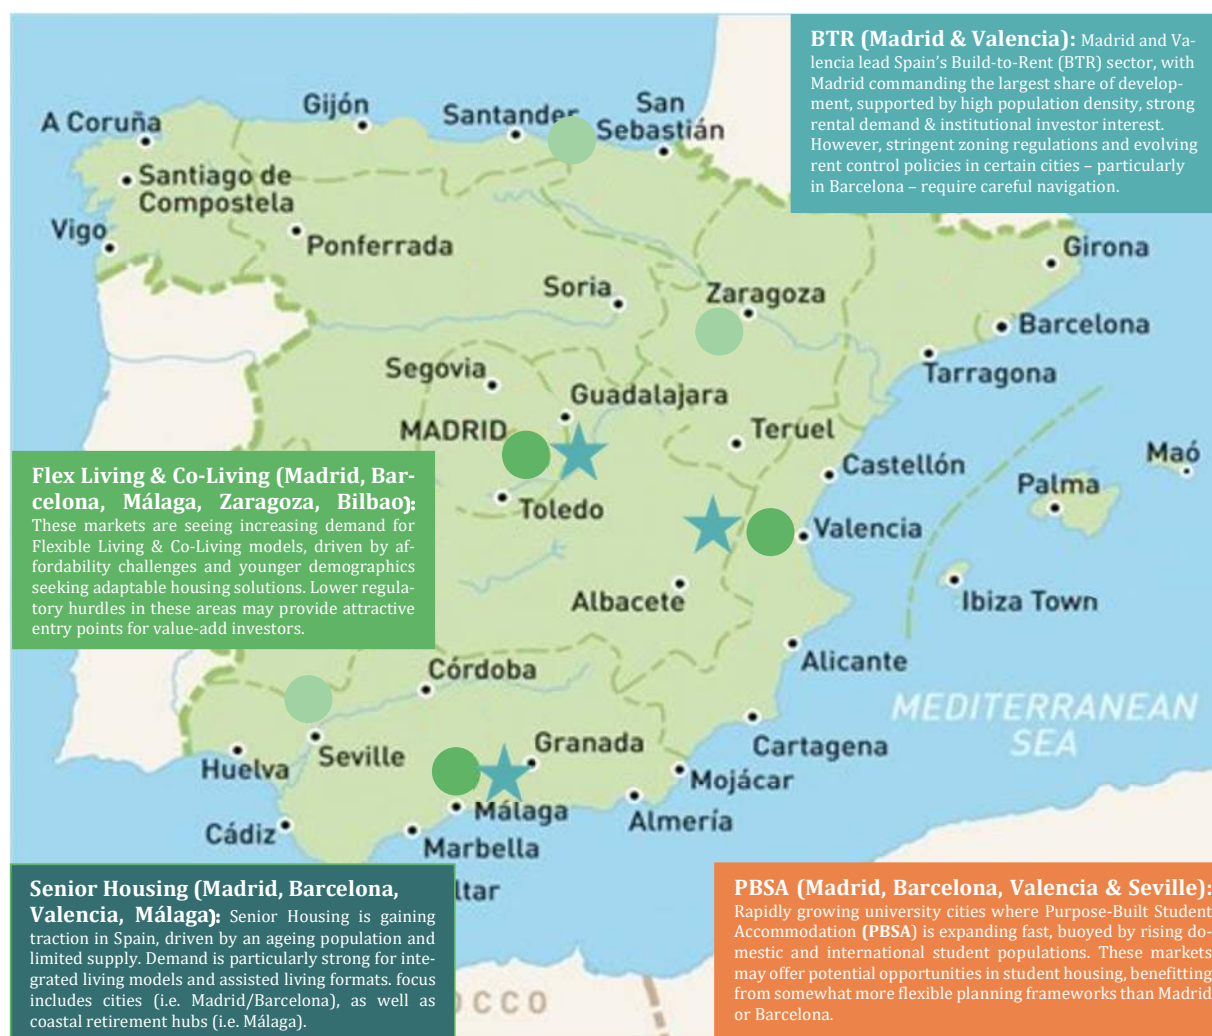 BTR (Madrid & Valencia): Madrid and Va-
lencia lead Spain's Build-to-Rent (BTR) sector, with
Madrid commanding the largest share of develop-
ment, supported by high population density, strong
rental demand & institutional investor interest.
However, stringent zoning regulations and evolving
rent control policies in certain cities – particularly
in Barcelona – require careful navigation.
A Coruña
Gijón
Santander
San
Sebastián
Santiago de
Compostela
Vigo
Ponferrada
Girona
Soria
Zaragoza
Barcelona
Tarragona
Segovia
Guadalajara
MADRID
Teruel
Castellón
Maó
Palma
Toledo
Valencia
Flex Living & Co-Living (Madrid, Bar-
celona, Málaga, Zaragoza, Bilbao):
These markets are seeing increasing demand for
Flexible Living & Co-Living models, driven by af-
fordability challenges and younger demographics
seeking adaptable housing solutions. Lower regula-
tory hurdles in these areas may provide attractive
entry points for value-add investors.
Albacete
Ibiza Town
Alicante
Córdoba
MEDITERRANEAN
SEA
Cartagena
Granada
Seville
Huelva
Mojácar
Málaga
Almería
Cádiz
Marbella
ltar
Senior Housing (Madrid, Barcelona,
Valencia, Málaga): Senior Housing is gaining
traction in Spain, driven by an ageing population and
limited supply. Demand is particularly strong for inte-
grated living models and assisted living formats. focus
includes cities (i.e. Madrid/Barcelona), as well as
coastal retirement hubs (i.e. Málaga).
OCCO
PBSA (Madrid, Barcelona, Valencia & Seville):
Rapidly growing university cities where Purpose-Built Student
Accommodation (PBSA) is expanding fast, buoyed by rising do-
mestic and international student populations. These markets
may offer potential opportunities in student housing, benefitting
from somewhat more flexible planning frameworks than Madrid
or Barcelona.